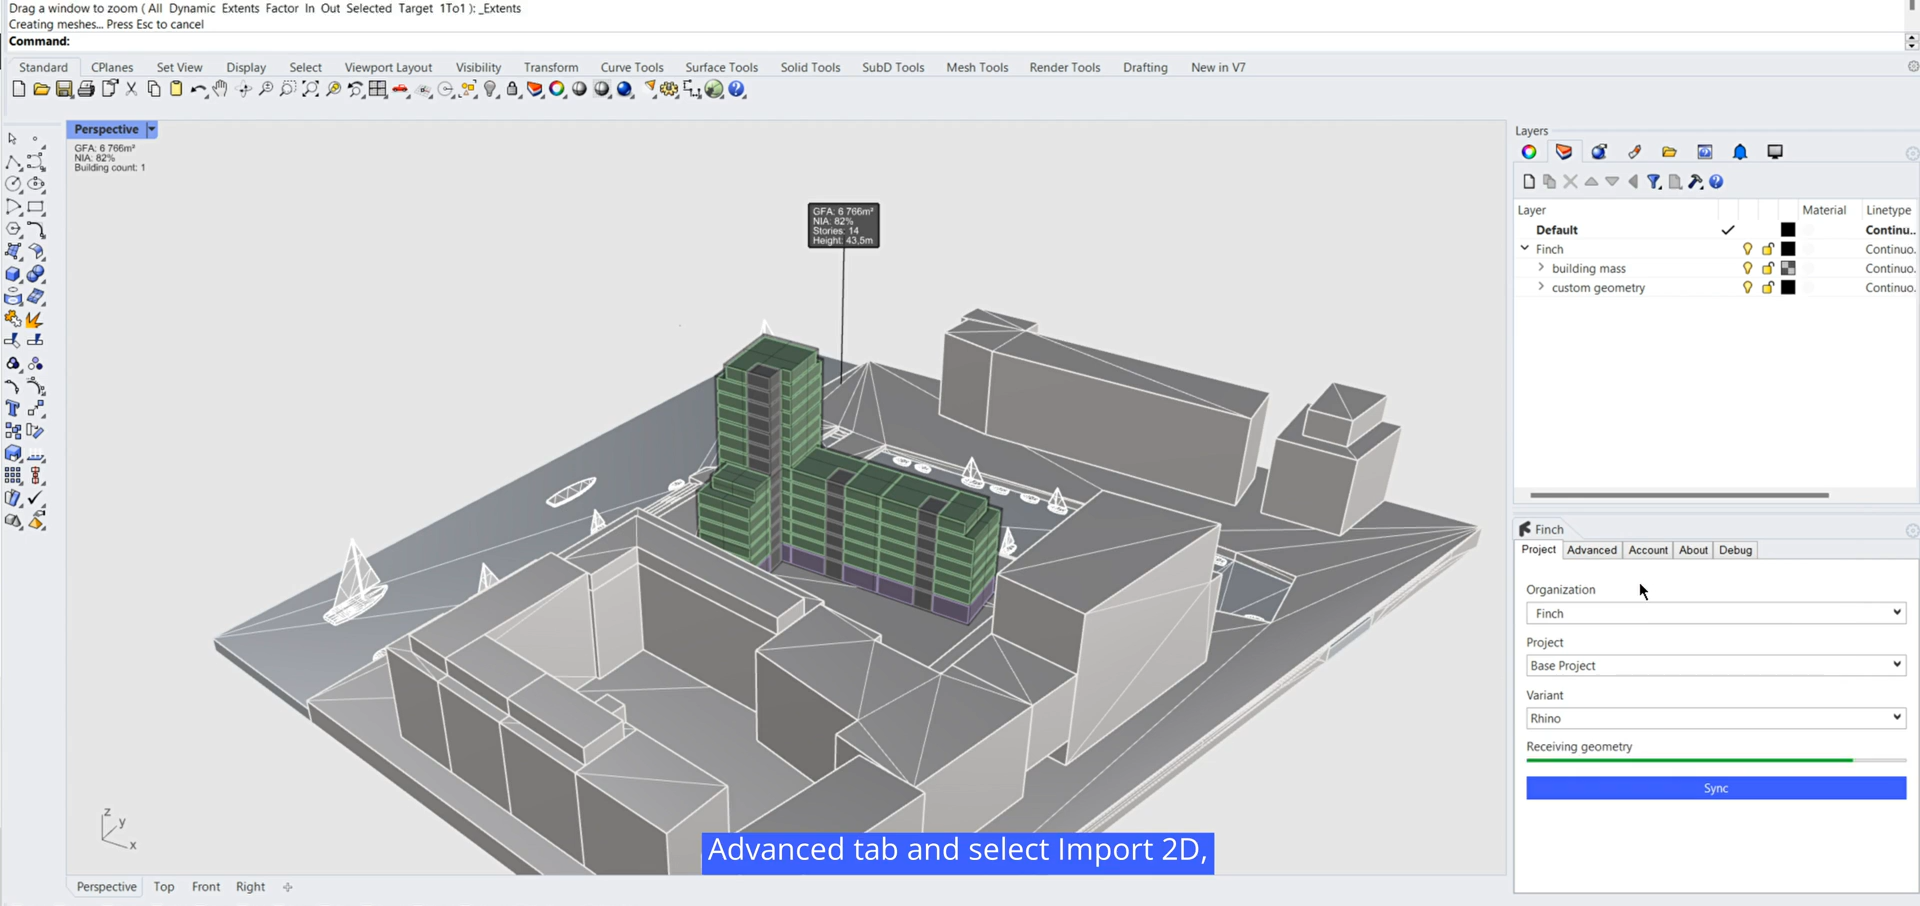 Drag a window to zoom ( All  Dynamic  Extents  Factor  In  Out  Selected  Target  1To1 ): _Extents
Creating meshes... Press Esc to cancel
Command:
Standard CPlanes Set View Display Select Viewport Layout Visibility Transform Curve Tools Surface Tools Solid Tools SubD Tools Mesh Tools Render Tools Drafting New in V7
Perspective
GFA: 6 766m²
NIA: 82%
Building count: 1
GFA: 6 766m²
NIA: 82%
Stories: 14
Height: 43,5m
z
y
x
Advanced tab and select Import 2D,
Perspective Top Front Right
Layers
Layer Material Linetype
Default Continu..
Finch Continuo.
building mass Continuo.
custom geometry Continuo.
Finch
Project Advanced Account About Debug
Organization
Finch
Project
Base Project
Variant
Rhino
Receiving geometry
Sync